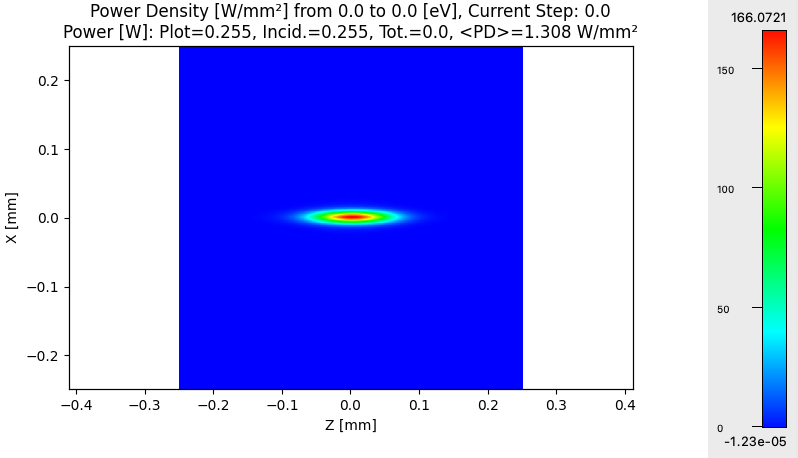 Power Density [W/mm²] from 0.0 to 0.0 [eV], Current Step: 0.0
Power [W]: Plot=0.255, Incid.=0.255, Tot.=0.0, <PD>=1.308 W/mm²
166.0721
150
100
50
0
-1.23e-05
X [mm]
0.2
0.1
0.0
−0.1
−0.2
−0.4 −0.3 −0.2 −0.1 0.0 0.1 0.2 0.3 0.4
Z [mm]